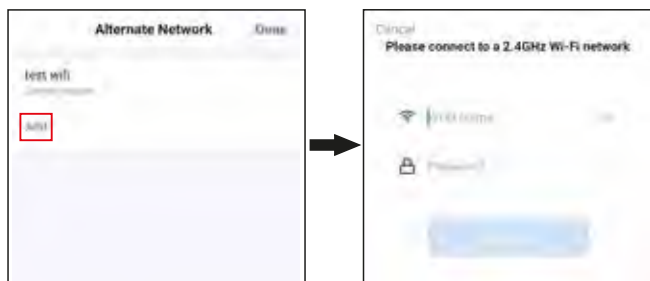 Alternate Network Done
test wifi
Add
Cancel
Please connect to a 2.4GHz Wi-Fi network
Password